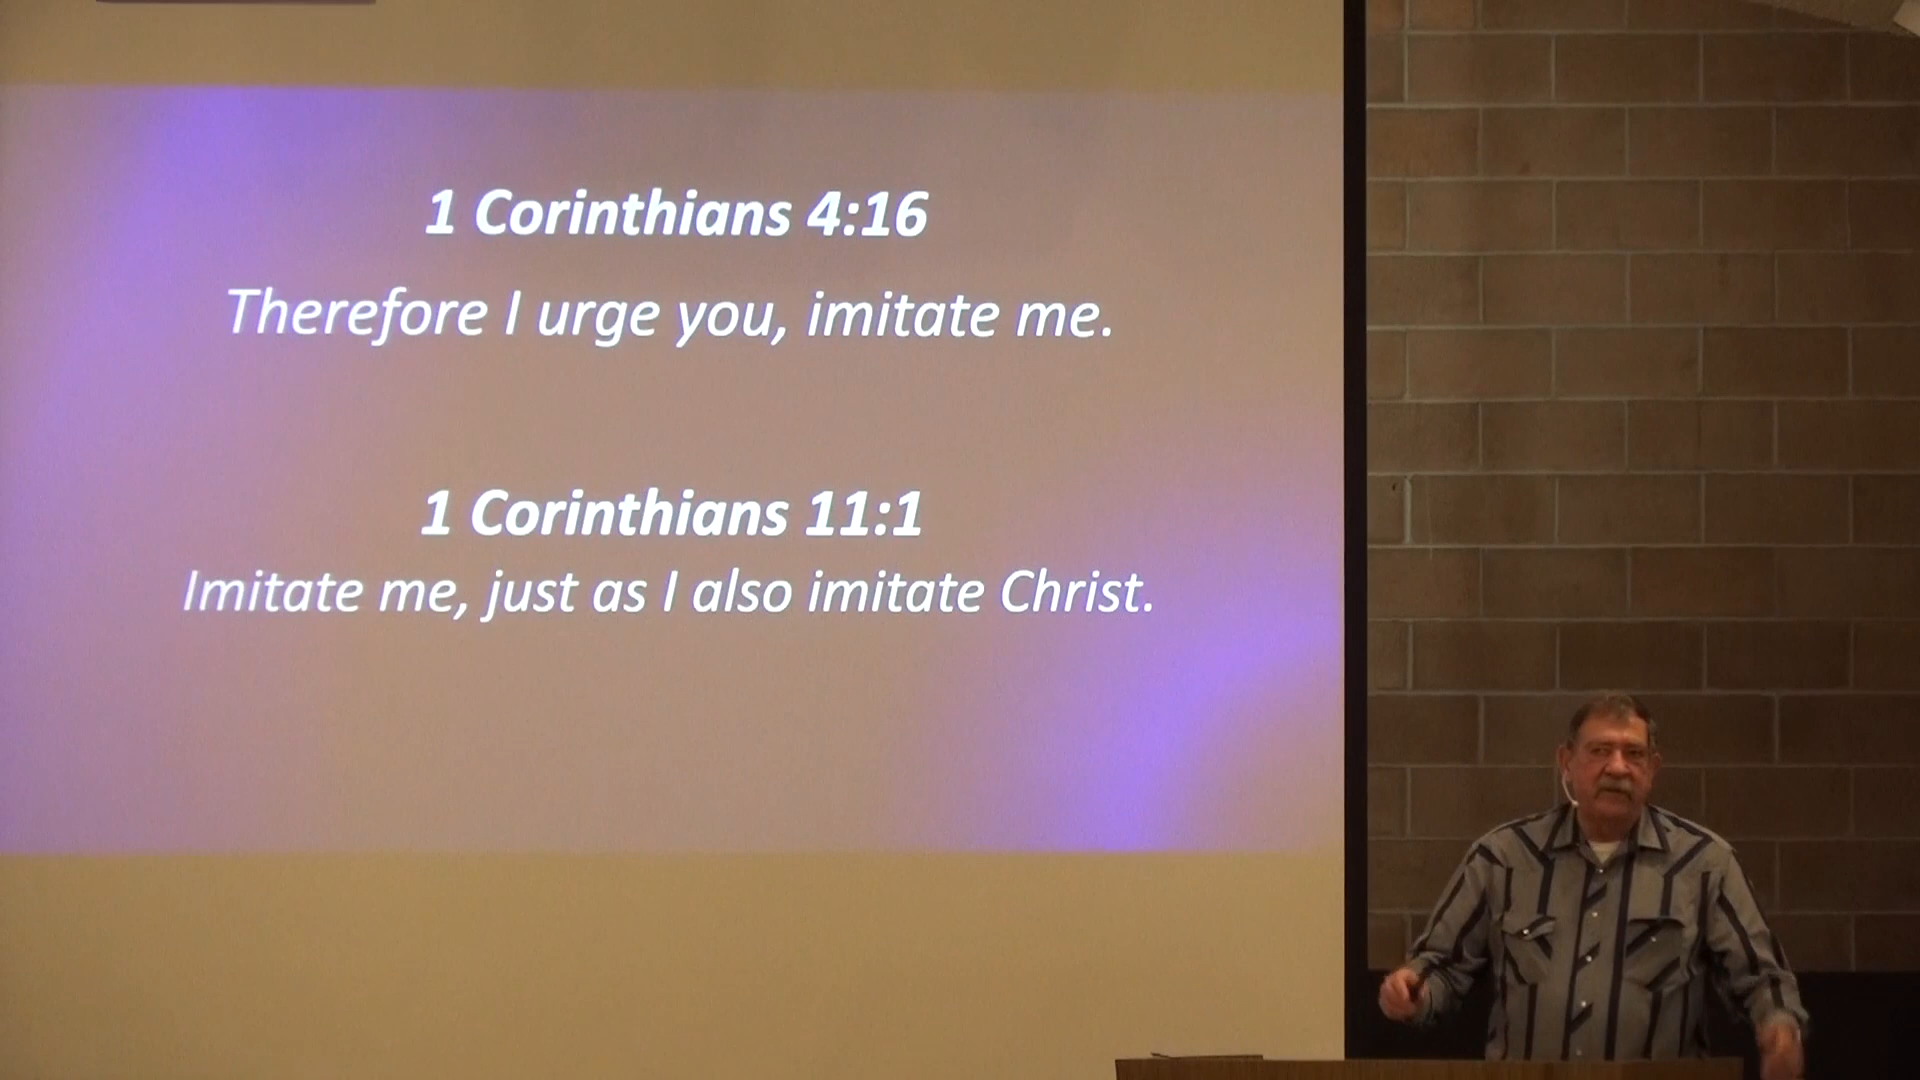 1 Corinthians 4:16
Therefore I urge you, imitate me.
1 Corinthians 11:1
Imitate me, just as I also imitate Christ.